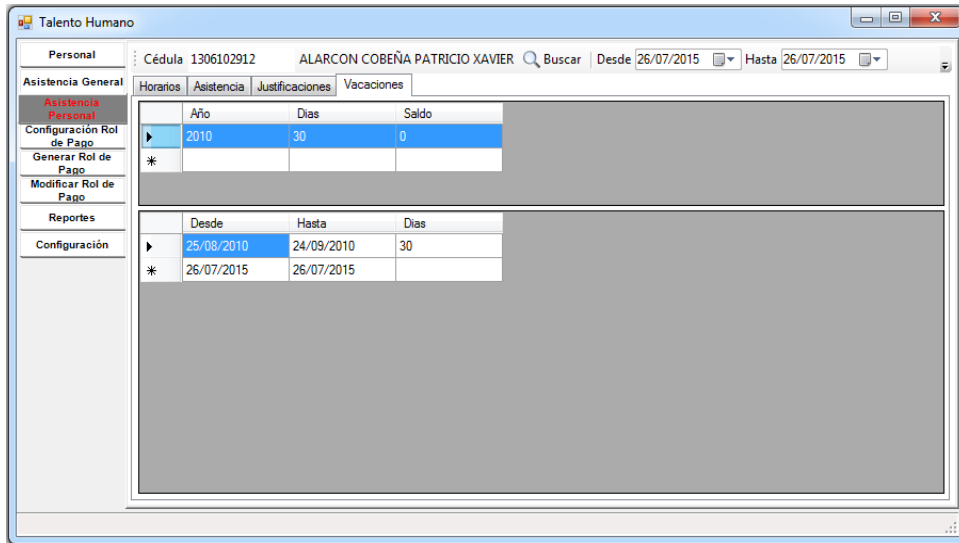 Talento Humano
Personal
Asistencia General
Asistencia
Personal
Configuración Rol
de Pago
Generar Rol de
Pago
Modificar Rol de
Pago
Reportes
Configuración
Cédula 1306102912 ALARCON COBEÑA PATRICIO XAVIER Buscar Desde 26/07/2015 Hasta 26/07/2015
Horarios Asistencia Justificaciones Vacaciones
Año Dias Saldo
2010 30 0
Desde Hasta Dias
25/08/2010 24/09/2010 30
26/07/2015 26/07/2015